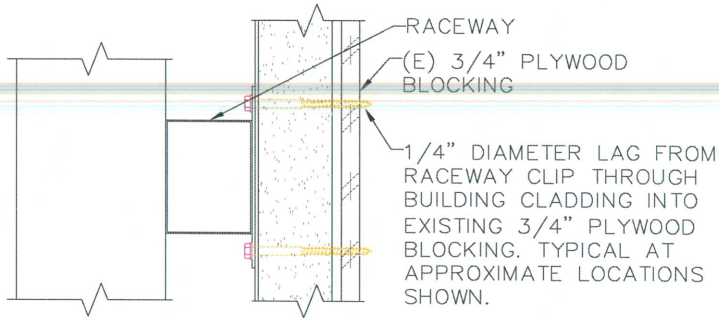 RACEWAY
(E) 3/4" PLYWOOD
BLOCKING
1/4" DIAMETER LAG FROM
RACEWAY CLIP THROUGH
BUILDING CLADDING INTO
EXISTING 3/4" PLYWOOD
BLOCKING. TYPICAL AT
APPROXIMATE LOCATIONS
SHOWN.